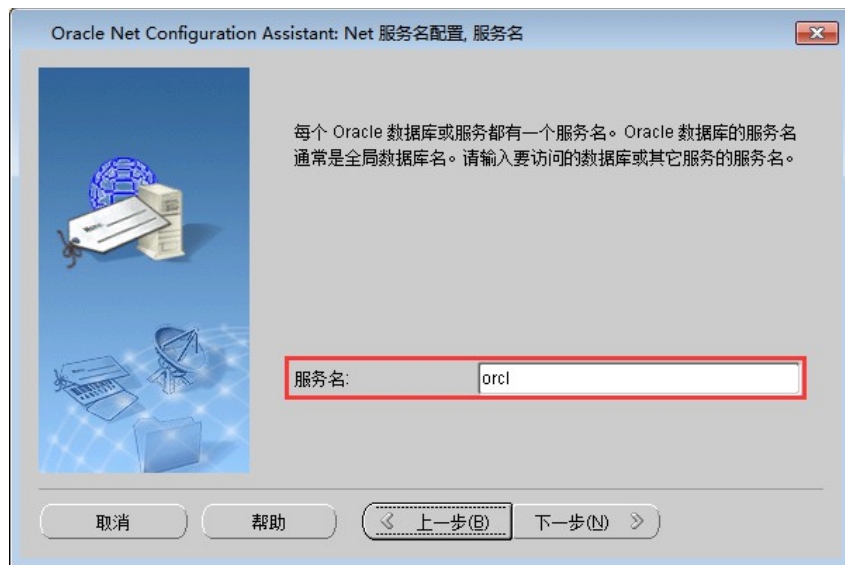 Oracle Net Configuration Assistant: Net 服务名配置, 服务名
每个 Oracle 数据库或服务都有一个服务名。Oracle 数据库的服务名
通常是全局数据库名。请输入要访问的数据库或其它服务的服务名。
服务名: orcl
取消 帮助 上一步(B) 下一步(N)